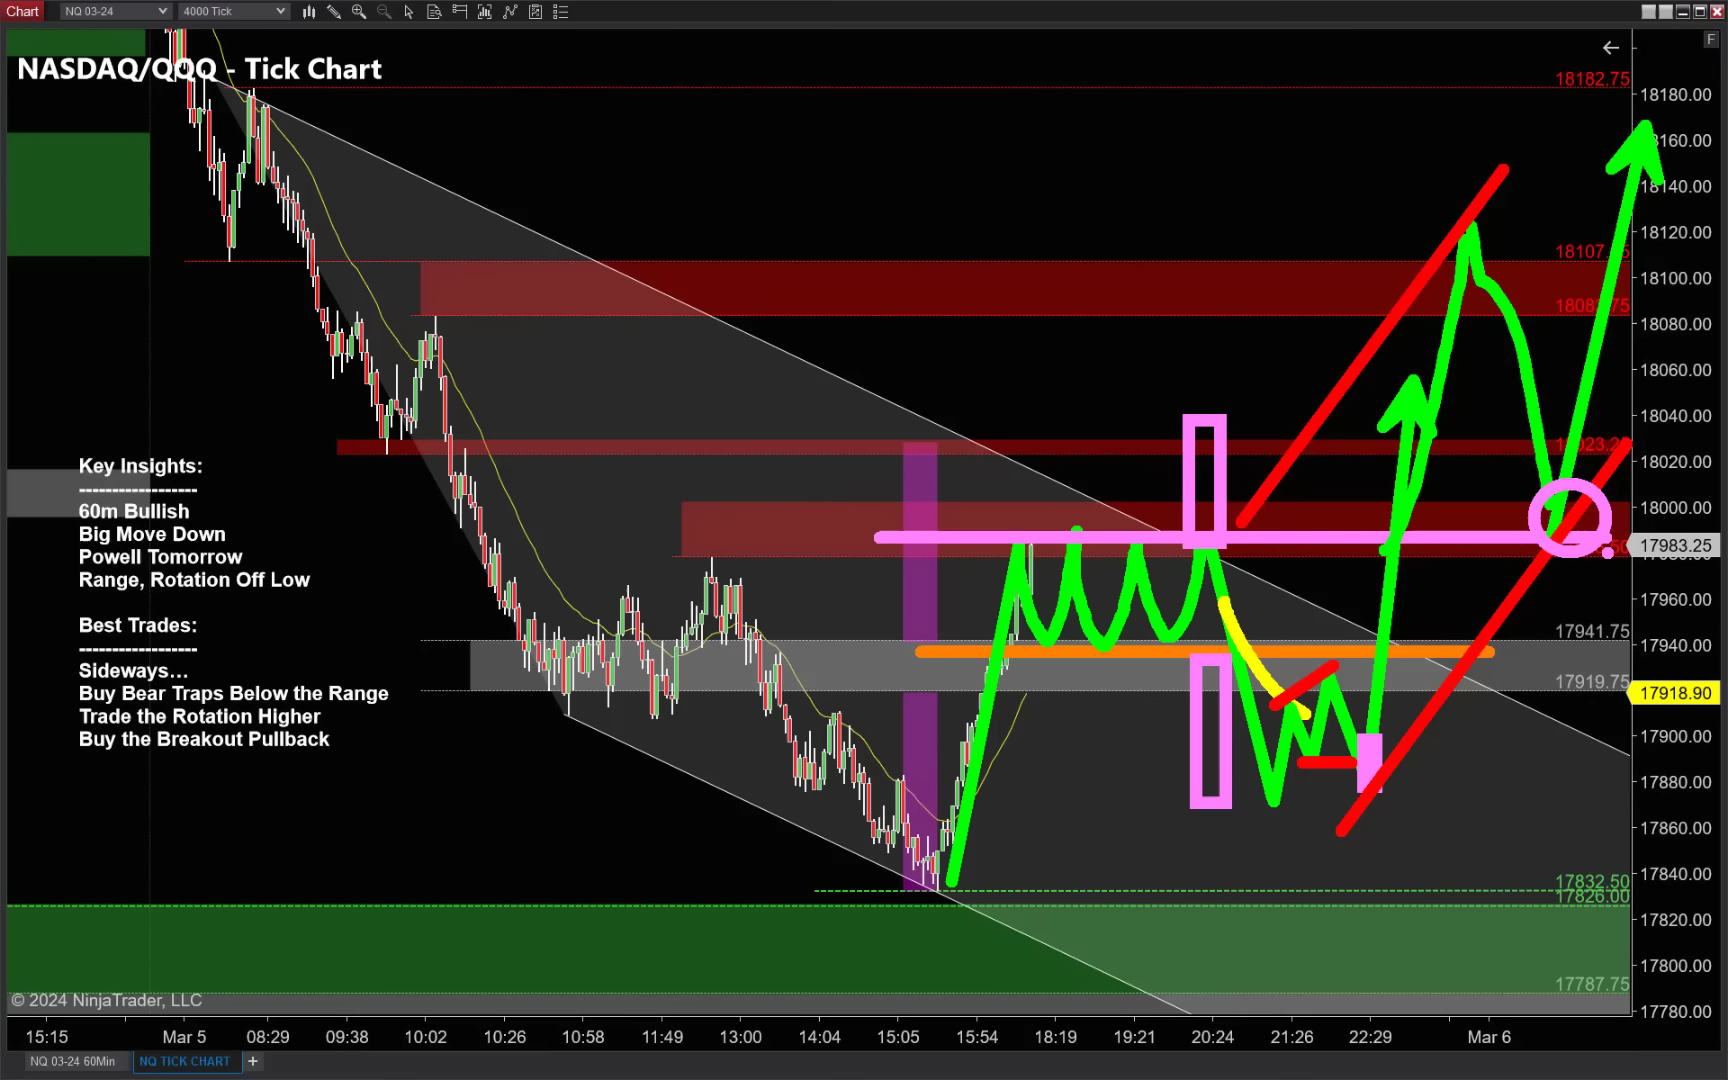 Chart
NQ 03-24
4000 Tick
F
NASDAQ/QQQ - Tick Chart
18182.75
18180.00
18160.00
18140.00
18120.00
18107.
18100.00
18080.00
18060.00
18040.00
18020.00
18000.00
17983.25
17960.00
17941.75
17940.00
17919.75
17918.90
17900.00
17880.00
17860.00
17840.00
17832.50
17826.00
17820.00
17800.00
17787.75
17780.00
Key Insights:
------------------
60m Bullish
Big Move Down
Powell Tomorrow
Range, Rotation Off Low
Best Trades:
------------------
Sideways...
Buy Bear Traps Below the Range
Trade the Rotation Higher
Buy the Breakout Pullback
© 2024 NinjaTrader, LLC
15:15 Mar 5 08:29 09:38 10:02 10:26 10:58 11:49 13:00 14:04 15:05 15:54 18:19 19:21 20:24 21:26 22:29 Mar 6
NQ 03-24 60Min NQ TICK CHART +